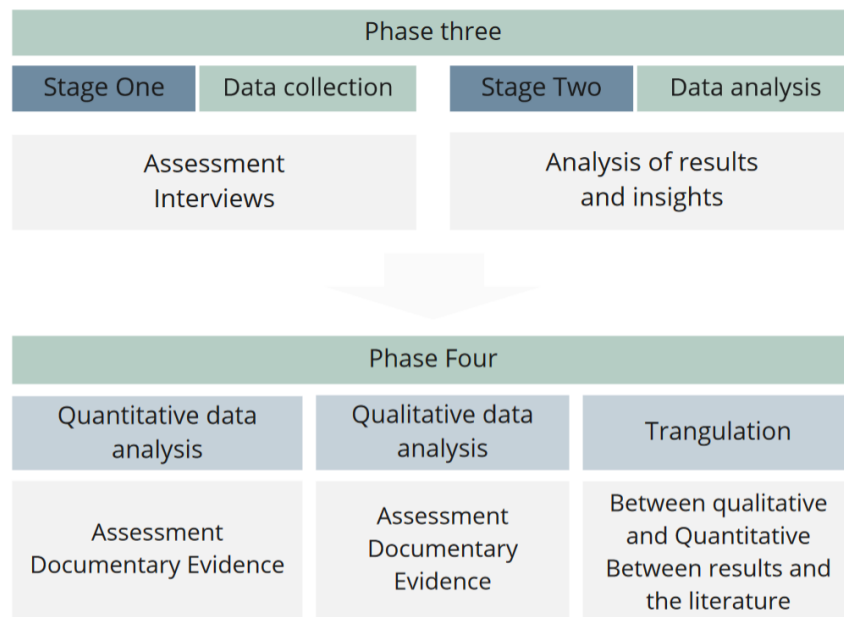 Phase three
Stage One
Data collection
Stage Two
Data analysis
Assessment
Interviews
Analysis of results
and insights
Phase Four
Quantitative data
analysis
Qualitative data
analysis
Trangulation
Assessment
Documentary Evidence
Assessment
Documentary
Evidence
Between qualitative
and Quantitative
Between results and
the literature